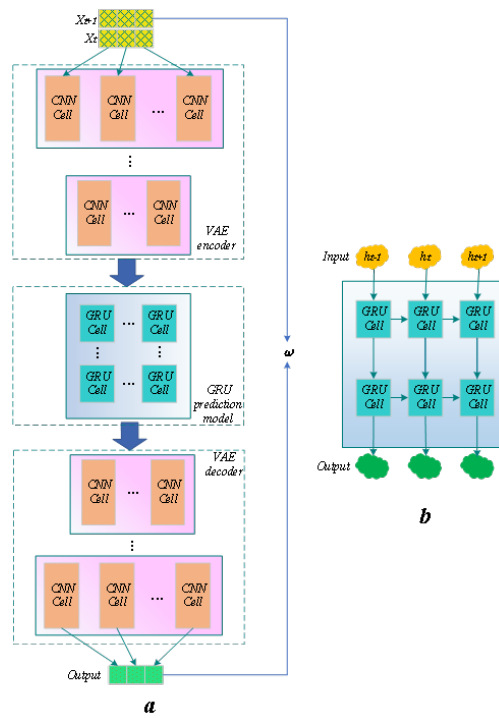 Xt+1
Xt
CNN Cell
CNN Cell
...
CNN Cell
...
CNN Cell
...
CNN Cell
VAE
encoder
GRU Cell
...
GRU Cell
...
...
GRU Cell
...
GRU Cell
GRU
prediction
model
VAE
decoder
CNN Cell
...
CNN Cell
...
CNN Cell
CNN Cell
...
CNN Cell
Output
a
ω
Input
ht-1
ht
ht+1
GRU Cell
GRU Cell
GRU Cell
GRU Cell
GRU Cell
GRU Cell
Output
b